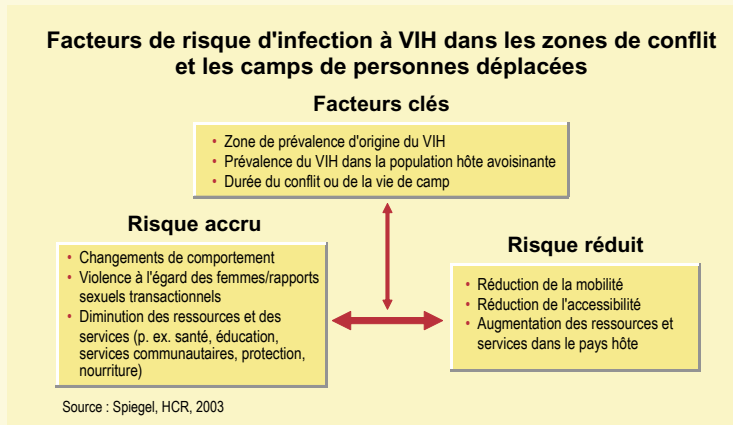 Facteurs de risque d'infection à VIH dans les zones de conflit
et les camps de personnes déplacées
Facteurs clés
• Zone de prévalence d'origine du VIH
• Prévalence du VIH dans la population hôte avoisinante
• Durée du conflit ou de la vie de camp
Risque accru
• Changements de comportement
• Violence à l'égard des femmes/rapports
sexuels transactionnels
• Diminution des ressources et des
services (p. ex. santé, éducation,
services communautaires, protection,
nourriture)
Risque réduit
• Réduction de la mobilité
• Réduction de l'accessibilité
• Augmentation des ressources et
services dans le pays hôte
Source : Spiegel, HCR, 2003